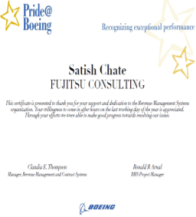 Pride@
Boeing
Recognizing exceptional performance
Satish Chate
FUJITSU CONSULTING
This certificate is presented to thank you for your support and dedication to the Revenue Management Systems
organization. Your willingness to come in after hours on the last working day of the year is appreciated.
Through your efforts we were able to make good progress towards resolving our issues.
Claudia E. Thompson
Ronald R
Manager, Revenue Management and Contract Systems
RMS Project Manager
BOEING